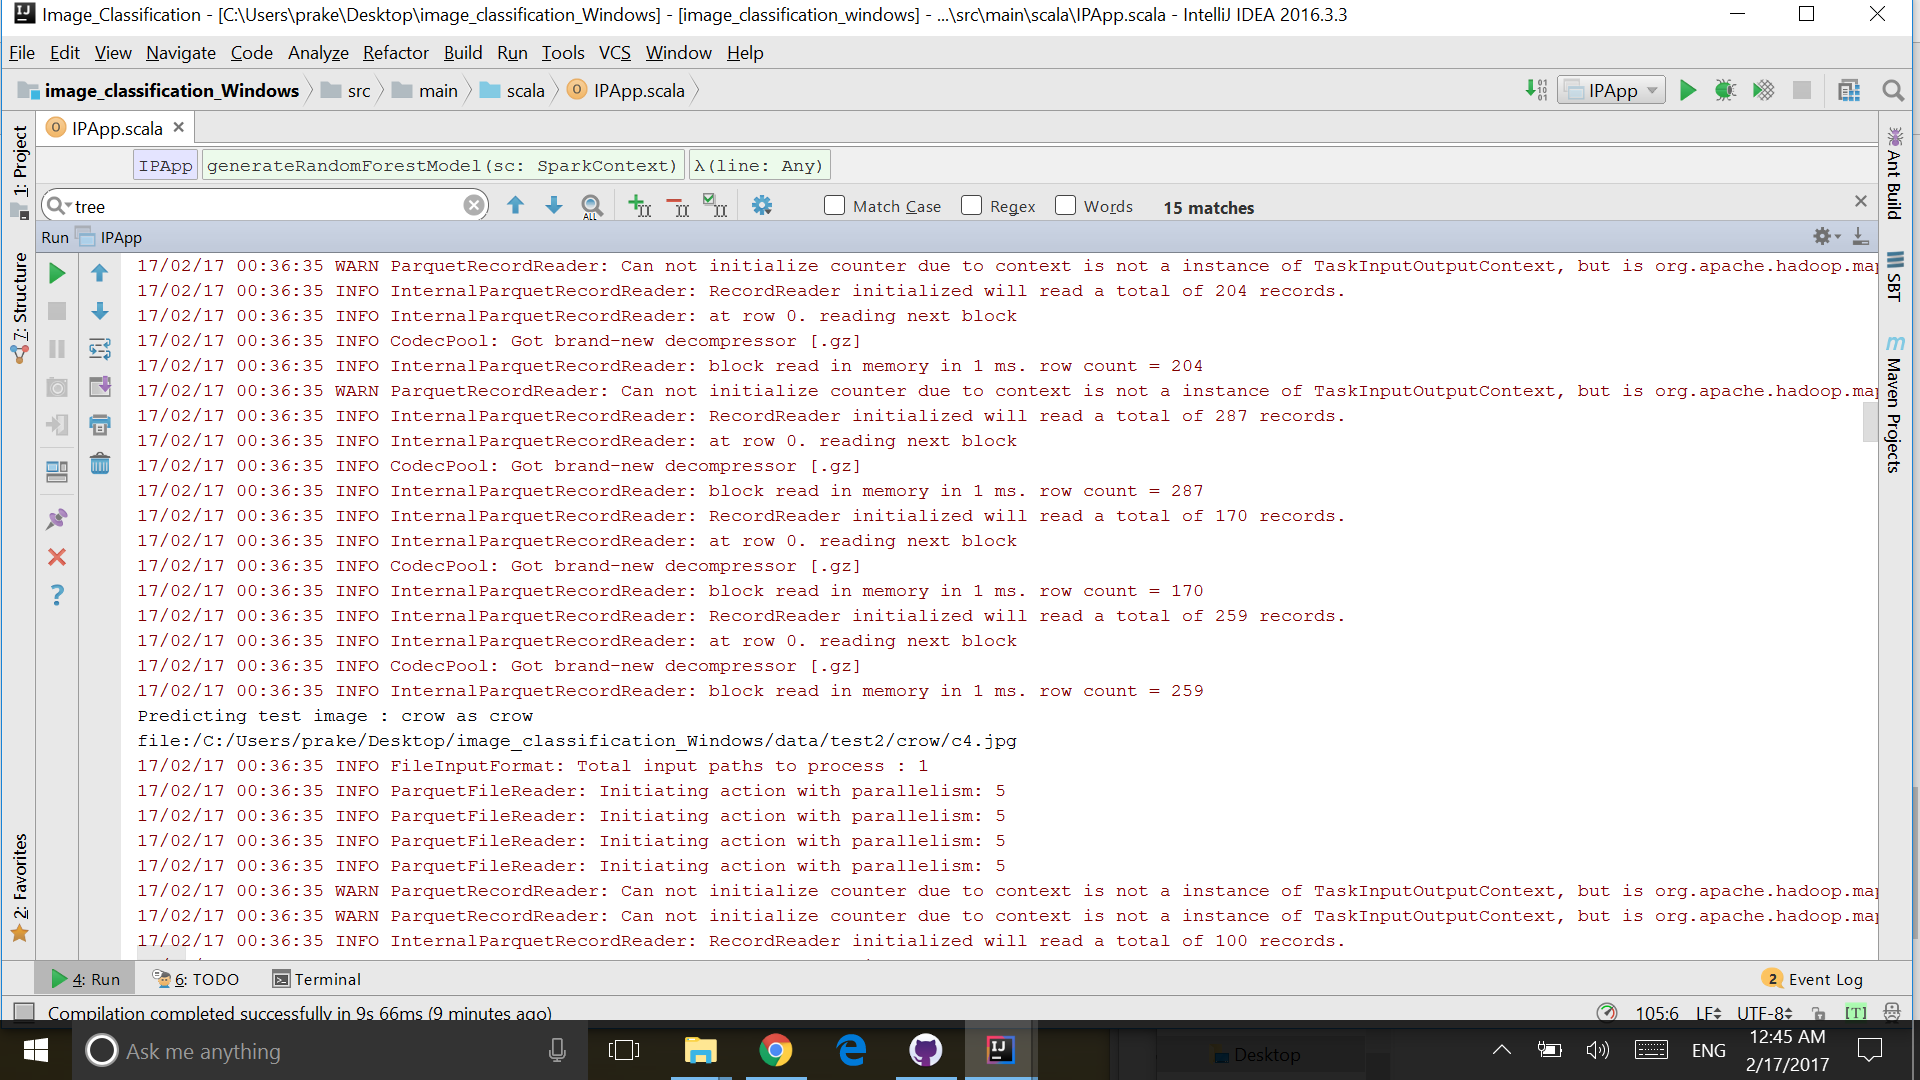 Image_Classification - [C:\Users\prake\Desktop\image_classification_Windows] - [image_classification_windows] - ...\src\main\scala\IPApp.scala - IntelliJ IDEA 2016.3.3
File Edit View Navigate Code Analyze Refactor Build Run Tools VCS Window Help
image_classification_Windows src main scala IPApp.scala IPApp
IPApp.scala
IPApp generateRandomForestModel(sc: SparkContext) λ(line: Any)
tree Match Case Regex Words 15 matches
Run IPApp
17/02/17 00:36:35 WARN ParquetRecordReader: Can not initialize counter due to context is not a instance of TaskInputOutputContext, but is org.apache.hadoop.map
17/02/17 00:36:35 INFO InternalParquetRecordReader: RecordReader initialized will read a total of 204 records.
17/02/17 00:36:35 INFO InternalParquetRecordReader: at row 0. reading next block
17/02/17 00:36:35 INFO CodecPool: Got brand-new decompressor [.gz]
17/02/17 00:36:35 INFO InternalParquetRecordReader: block read in memory in 1 ms. row count = 204
17/02/17 00:36:35 WARN ParquetRecordReader: Can not initialize counter due to context is not a instance of TaskInputOutputContext, but is org.apache.hadoop.map
17/02/17 00:36:35 INFO InternalParquetRecordReader: RecordReader initialized will read a total of 287 records.
17/02/17 00:36:35 INFO InternalParquetRecordReader: at row 0. reading next block
17/02/17 00:36:35 INFO CodecPool: Got brand-new decompressor [.gz]
17/02/17 00:36:35 INFO InternalParquetRecordReader: block read in memory in 1 ms. row count = 287
17/02/17 00:36:35 INFO InternalParquetRecordReader: RecordReader initialized will read a total of 170 records.
17/02/17 00:36:35 INFO InternalParquetRecordReader: at row 0. reading next block
17/02/17 00:36:35 INFO CodecPool: Got brand-new decompressor [.gz]
17/02/17 00:36:35 INFO InternalParquetRecordReader: block read in memory in 1 ms. row count = 170
17/02/17 00:36:35 INFO InternalParquetRecordReader: RecordReader initialized will read a total of 259 records.
17/02/17 00:36:35 INFO InternalParquetRecordReader: at row 0. reading next block
17/02/17 00:36:35 INFO CodecPool: Got brand-new decompressor [.gz]
17/02/17 00:36:35 INFO InternalParquetRecordReader: block read in memory in 1 ms. row count = 259
Predicting test image : crow as crow
file:/C:/Users/prake/Desktop/image_classification_Windows/data/test2/crow/c4.jpg
17/02/17 00:36:35 INFO FileInputFormat: Total input paths to process : 1
17/02/17 00:36:35 INFO ParquetFileReader: Initiating action with parallelism: 5
17/02/17 00:36:35 INFO ParquetFileReader: Initiating action with parallelism: 5
17/02/17 00:36:35 INFO ParquetFileReader: Initiating action with parallelism: 5
17/02/17 00:36:35 INFO ParquetFileReader: Initiating action with parallelism: 5
17/02/17 00:36:35 WARN ParquetRecordReader: Can not initialize counter due to context is not a instance of TaskInputOutputContext, but is org.apache.hadoop.map
17/02/17 00:36:35 WARN ParquetRecordReader: Can not initialize counter due to context is not a instance of TaskInputOutputContext, but is org.apache.hadoop.map
17/02/17 00:36:35 INFO InternalParquetRecordReader: RecordReader initialized will read a total of 100 records.
1: Project
7: Structure
2: Favorites
Ant Build
SBT
Maven Projects
4: Run 6: TODO Terminal 2 Event Log
Compilation completed successfully in 9s 66ms (9 minutes ago) 105:6 LF UTF-8 [T]
Ask me anything Desktop ENG 12:45 AM
2/17/2017